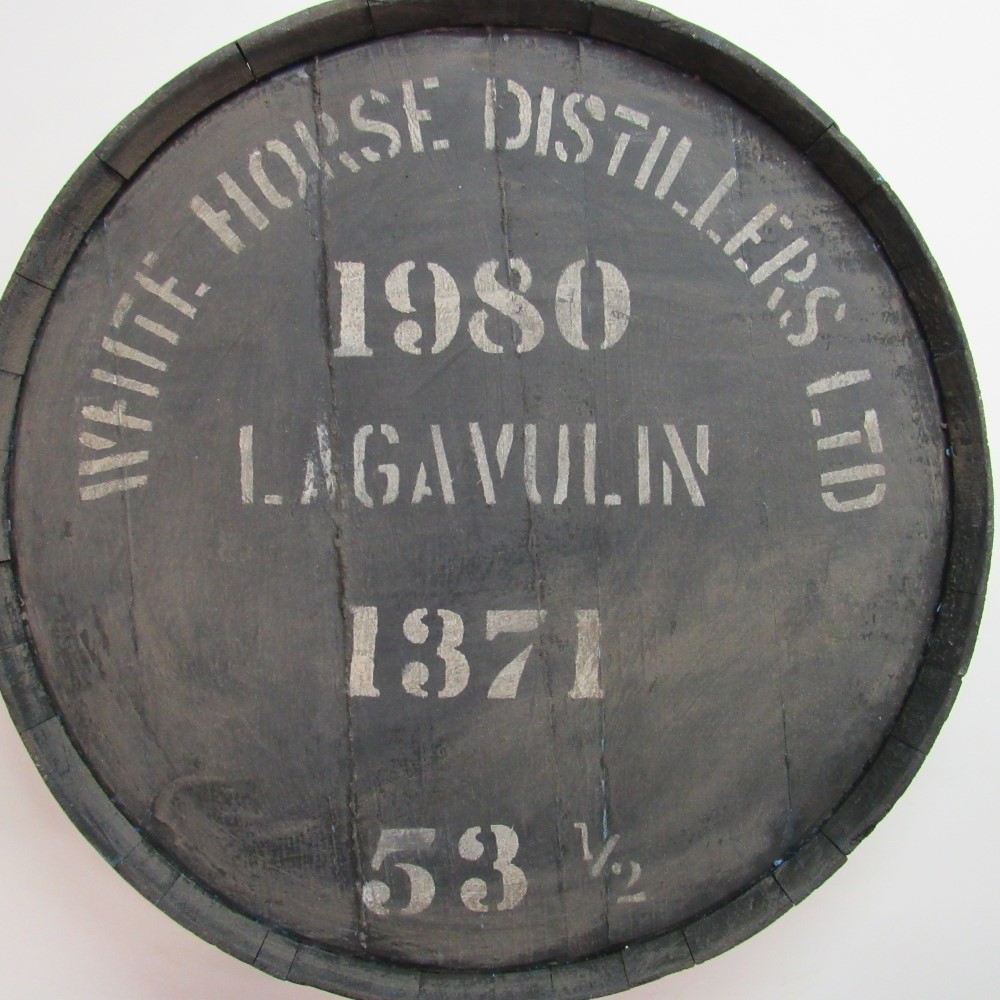 WHITE HORSE DISTILLERS LTD
1980
LAGAVULIN
1371
53 1/2